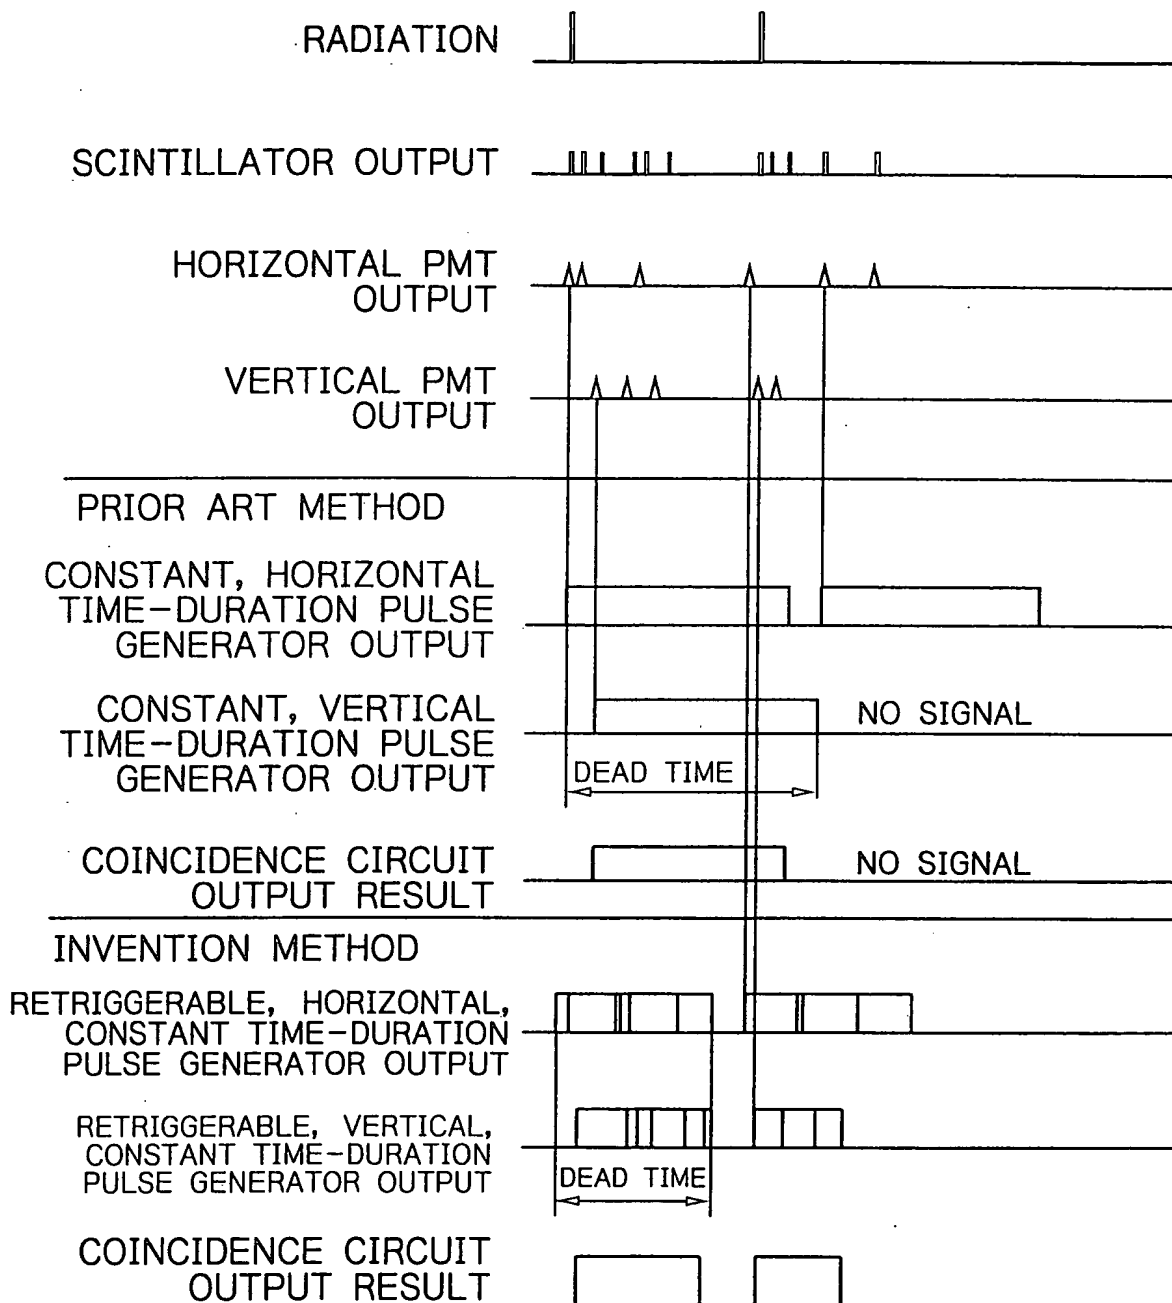 RADIATION
SCINTILLATOR OUTPUT
HORIZONTAL PMT
OUTPUT
VERTICAL PMT
OUTPUT
PRIOR ART METHOD
CONSTANT, HORIZONTAL
TIME-DURATION PULSE
GENERATOR OUTPUT
CONSTANT, VERTICAL
TIME-DURATION PULSE
GENERATOR OUTPUT
NO SIGNAL
DEAD TIME
COINCIDENCE CIRCUIT
OUTPUT RESULT
NO SIGNAL
INVENTION METHOD
RETRIGGERABLE, HORIZONTAL,
CONSTANT TIME-DURATION
PULSE GENERATOR OUTPUT
RETRIGGERABLE, VERTICAL,
CONSTANT TIME-DURATION
PULSE GENERATOR OUTPUT
DEAD TIME
COINCIDENCE CIRCUIT
OUTPUT RESULT